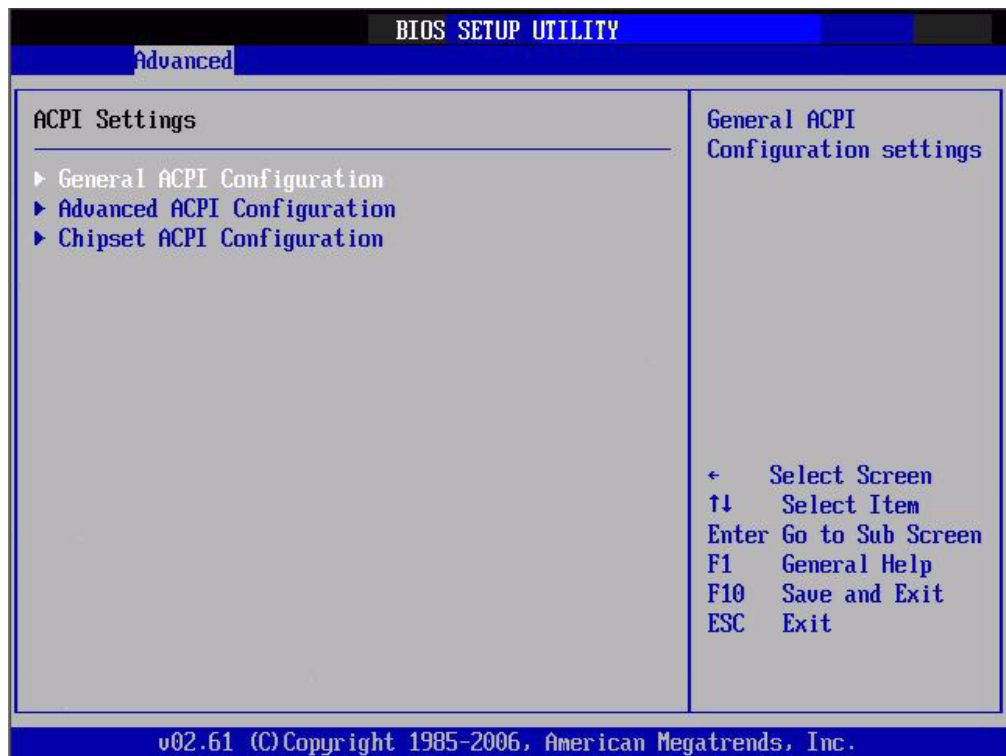 BIOS SETUP UTILITY
Advanced
ACPI Settings
▶ General ACPI Configuration
▶ Advanced ACPI Configuration
▶ Chipset ACPI Configuration
General ACPI
Configuration settings
← Select Screen
↑↓ Select Item
Enter Go to Sub Screen
F1 General Help
F10 Save and Exit
ESC Exit
v02.61 (C)Copyright 1985-2006, American Megatrends, Inc.